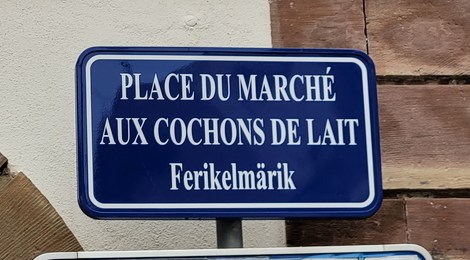 PLACE DU MARCHÉ
AUX COCHONS DE LAIT
Ferikelmärik